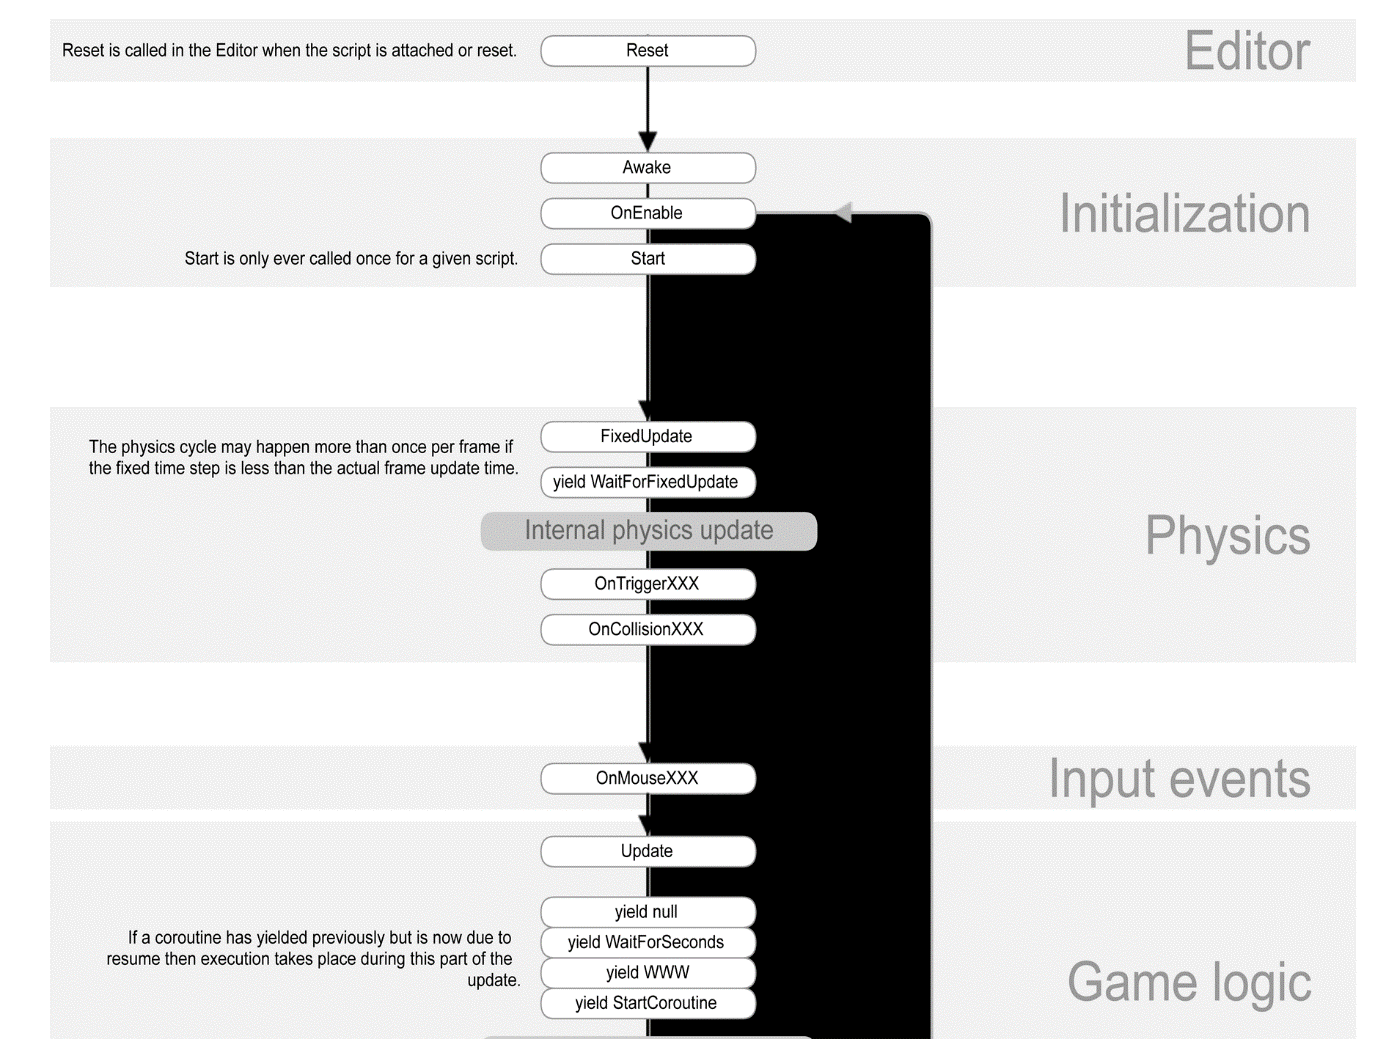 Reset is called in the Editor when the script is attached or reset.
Reset
Editor
Awake
OnEnable
Initialization
Start is only ever called once for a given script.
Start
The physics cycle may happen more than once per frame if
the fixed time step is less than the actual frame update time.
FixedUpdate
yield WaitForFixedUpdate
Internal physics update
Physics
OnTriggerXXX
OnCollisionXXX
OnMouseXXX
Input events
Update
yield null
If a coroutine has yielded previously but is now due to
resume then execution takes place during this part of the
update.
yield WaitForSeconds
yield WWW
yield StartCoroutine
Game logic